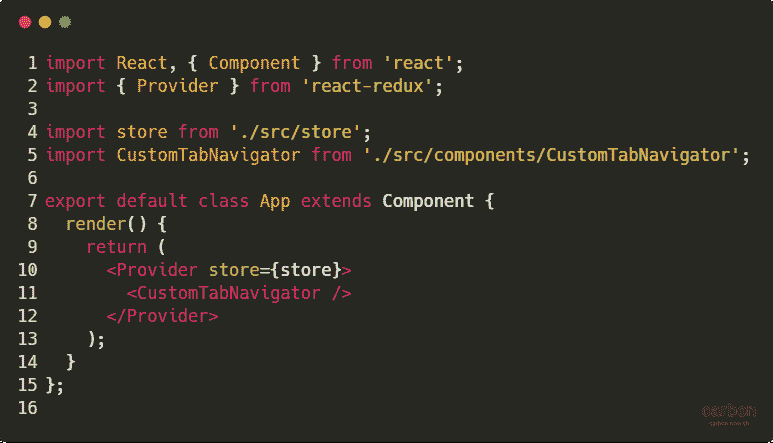 1 import React, { Component } from 'react';
2 import { Provider } from 'react-redux';
3
4 import store from './src/store';
5 import CustomTabNavigator from './src/components/CustomTabNavigator';
6
7 export default class App extends Component {
8   render() {
9     return (
10       <Provider store={store}>
11         <CustomTabNavigator />
12       </Provider>
13     );
14   }
15 };
16
carbon
carbon.now.sh